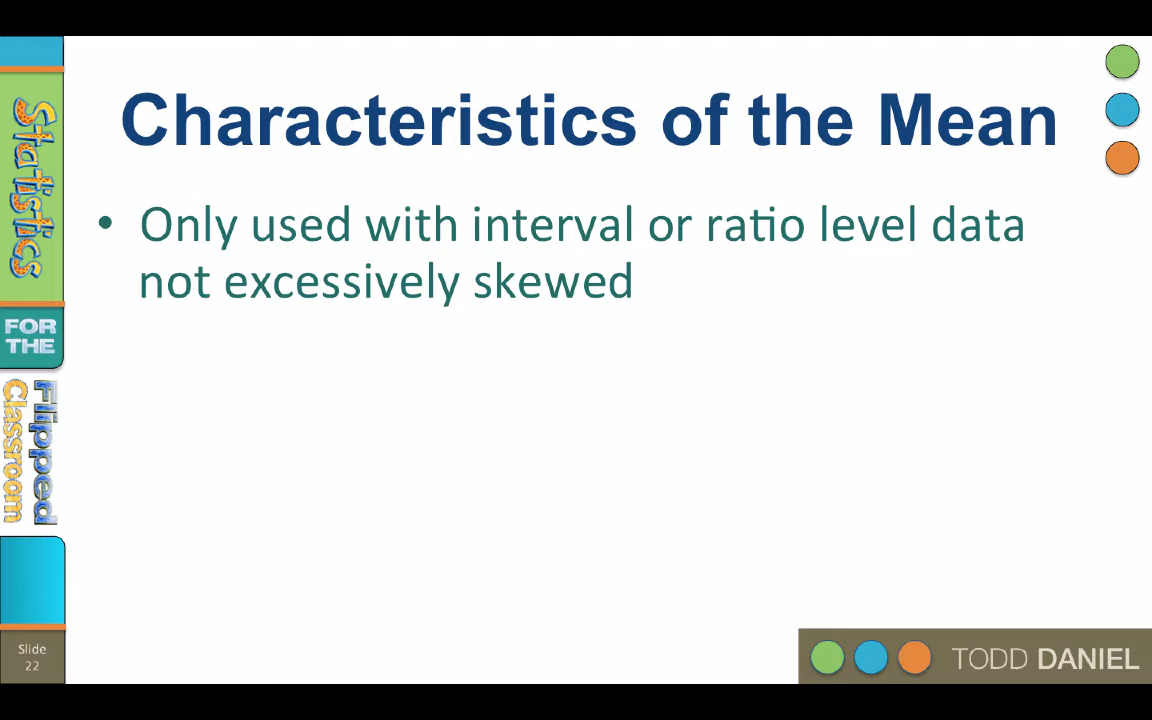 Characteristics of the Mean
• Only used with interval or ratio level data
not excessively skewed
Statistics
FOR
THE
Flipped
Classroom
Slide
22
TODD DANIEL